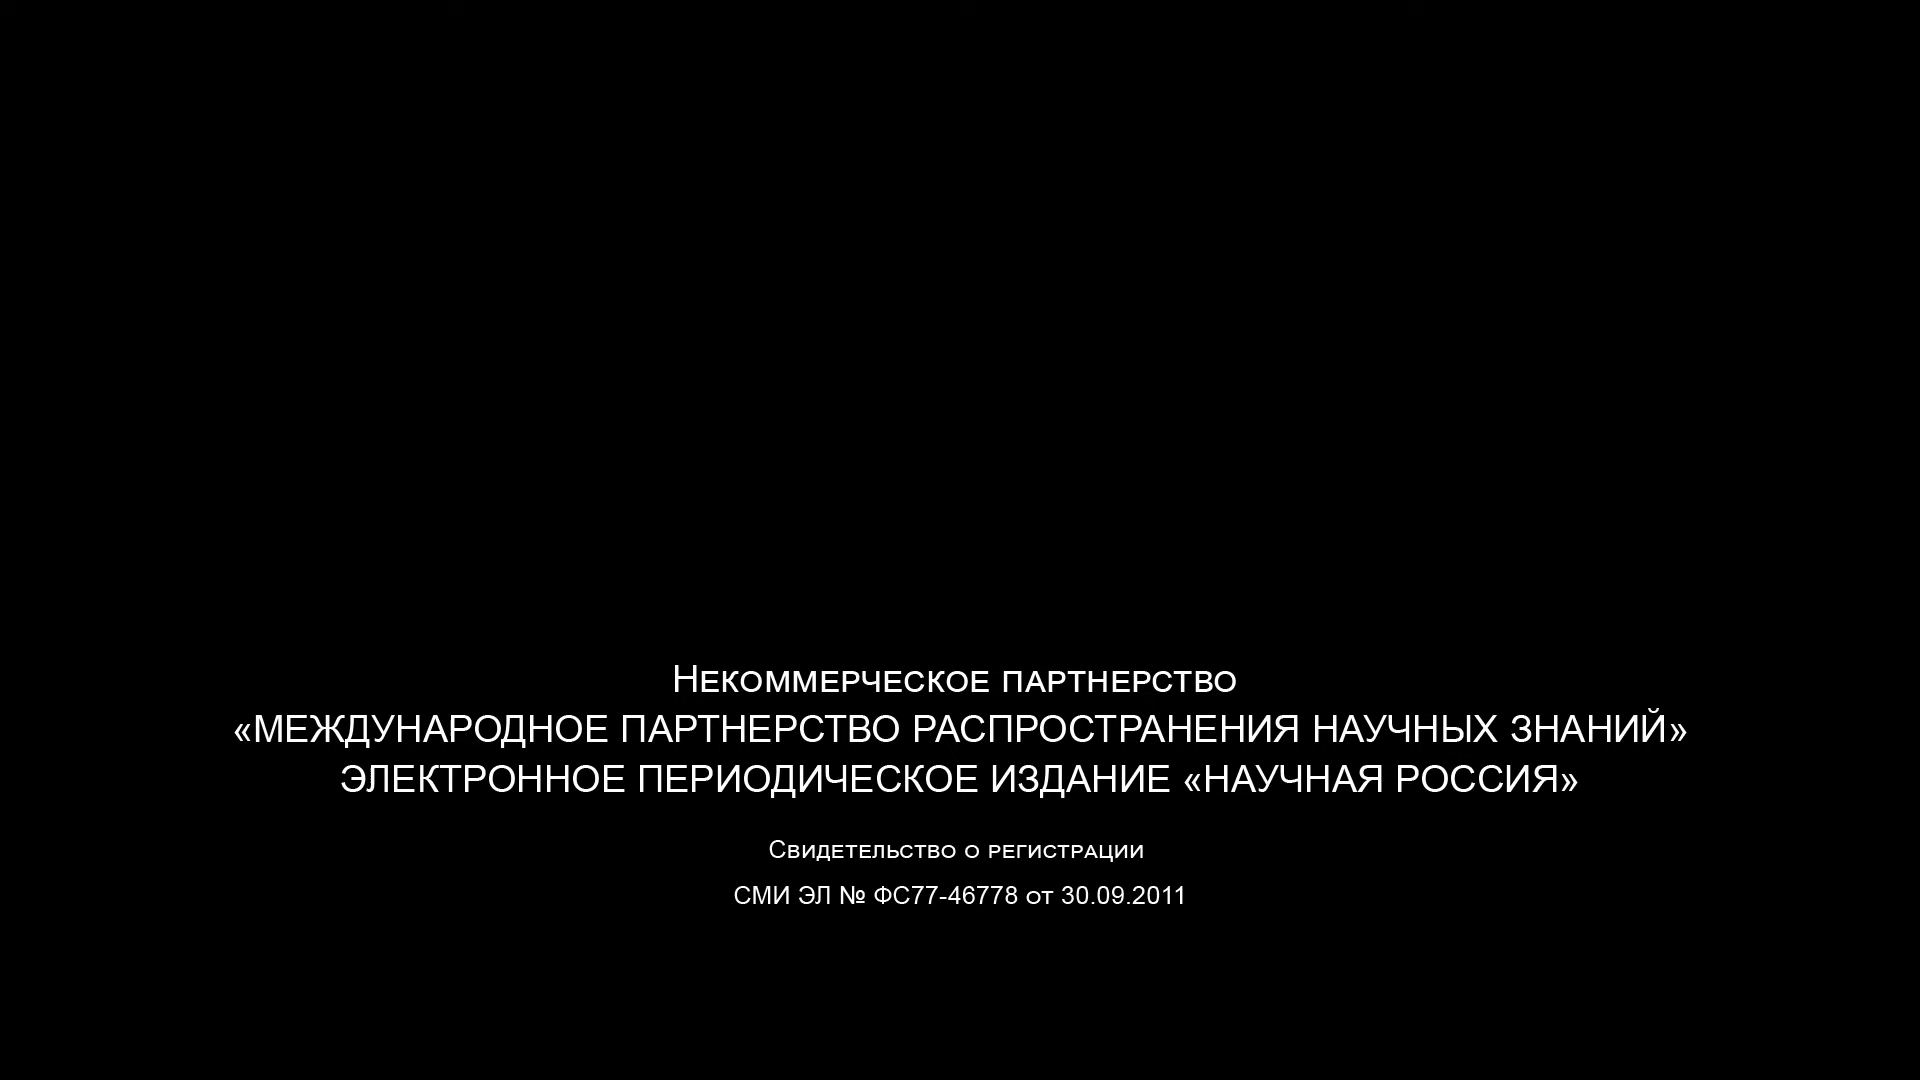 Некоммерческое партнерство
«МЕЖДУНАРОДНОЕ ПАРТНЕРСТВО РАСПРОСТРАНЕНИЯ НАУЧНЫХ ЗНАНИЙ»
ЭЛЕКТРОННОЕ ПЕРИОДИЧЕСКОЕ ИЗДАНИЕ «НАУЧНАЯ РОССИЯ»
Свидетельство о регистрации
СМИ ЭЛ № ФС77-46778 от 30.09.2011